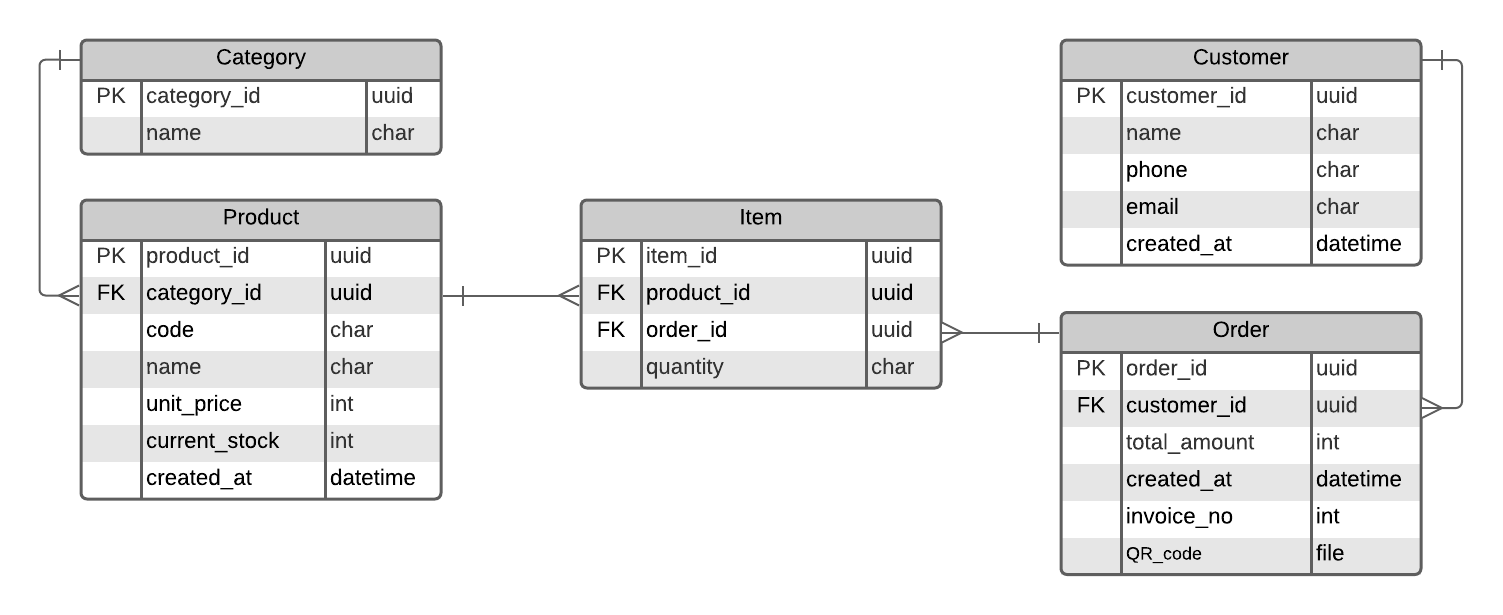 Category
PK category_id uuid
name char
Product
PK product_id uuid
FK category_id uuid
code char
name char
unit_price int
current_stock int
created_at datetime
Item
PK item_id uuid
FK product_id uuid
FK order_id uuid
quantity char
Customer
PK customer_id uuid
name char
phone char
email char
created_at datetime
Order
PK order_id uuid
FK customer_id uuid
total_amount int
created_at datetime
invoice_no int
QR_code file